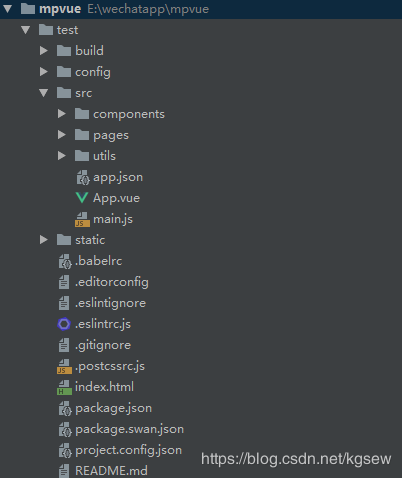 mpvue E:\wechatapp\mpvue
test
build
config
src
components
pages
utils
app.json
App.vue
main.js
static
.babelrc
.editorconfig
.eslintignore
.eslintrc.js
.gitignore
.postcssrc.js
index.html
package.json
package.swan.json
project.config.json
https://blog.csdn.net/kgsew
README.md